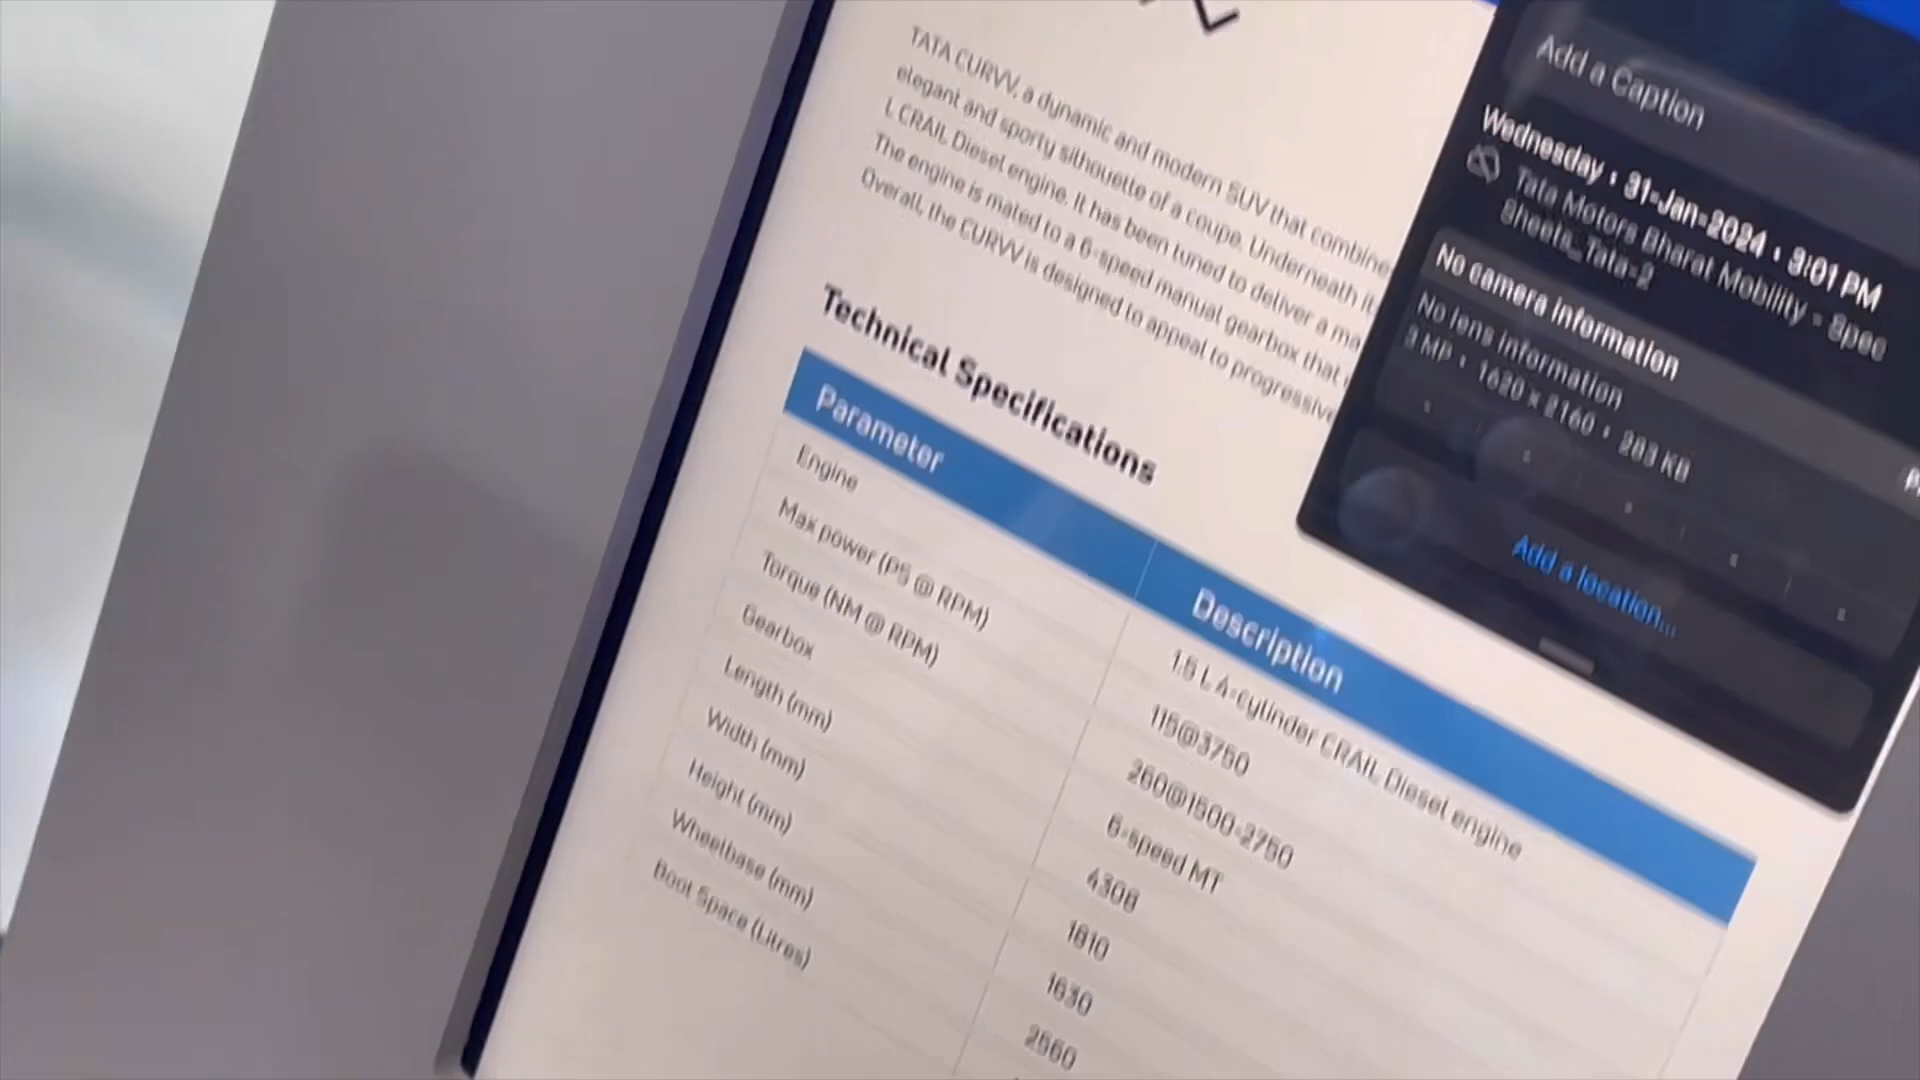 TATA CURVV, a dynamic and modern SUV that combine
elegant and sporty silhouette of a coupe. Underneath it
L CRAIL Diesel engine. It has been tuned to deliver a ma
The engine is mated to a 6-speed manual gearbox that
Overall, the CURVV is designed to appeal to progressive
Technical Specifications
Parameter Description
Engine 1.5 L 4-cylinder CRAIL Diesel engine
Max power (PS @ RPM) 115@3750
Torque (NM @ RPM) 260@1500-2750
Gearbox 6-speed MT
Length (mm) 4308
Width (mm) 1810
Height (mm) 1630
Wheelbase (mm) 2560
Boot Space (Litres)
Add a Caption
Wednesday • 31-Jan-2024 • 3:01 PM
Tata Motors Bharat Mobility - Spec
Sheets_Tata-2
No camera information
No lens information
3 MP • 1620 x 2160 • 283 KB
Add a location...